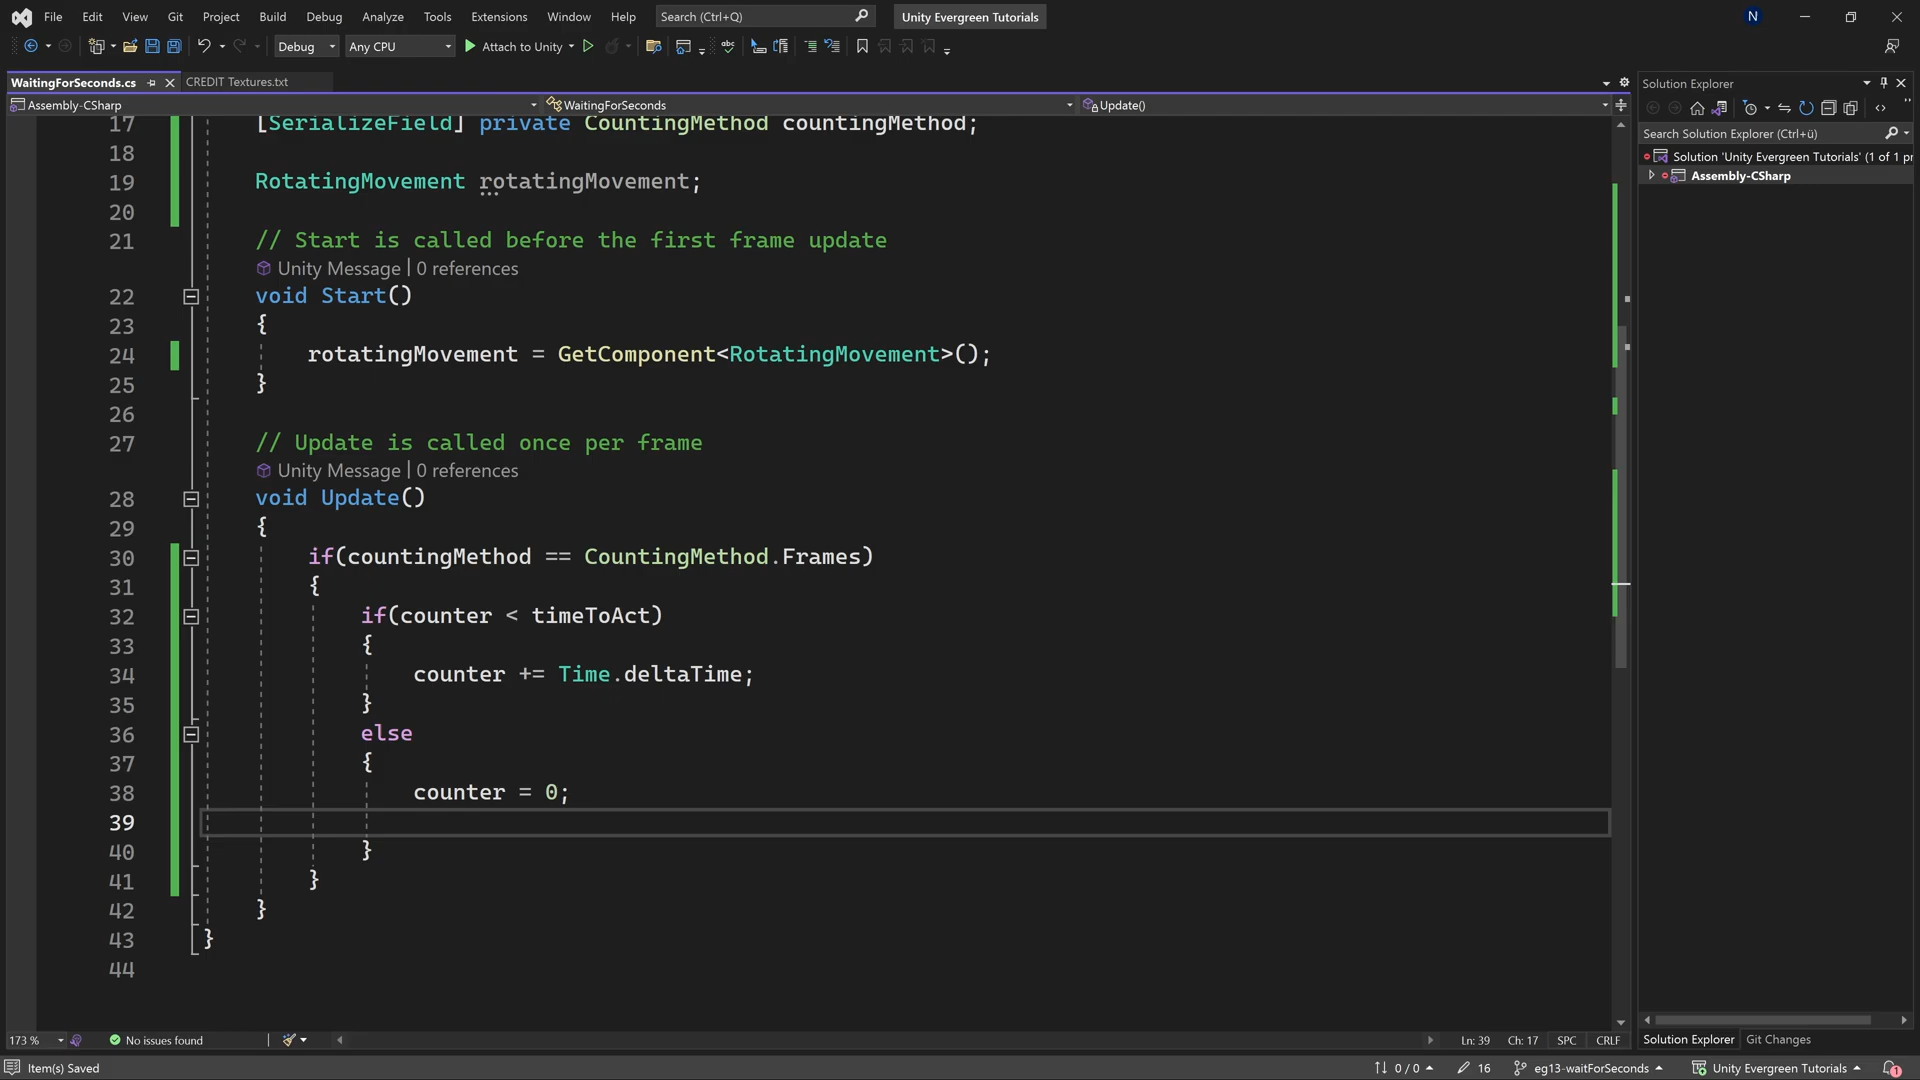 File Edit View Git Project Build Debug Analyze Tools Extensions Window Help Search (Ctrl+Q) Unity Evergreen Tutorials N
Debug Any CPU Attach to Unity
WaitingForSeconds.cs CREDIT Textures.txt
Assembly-CSharp WaitingForSeconds Update()
17 [SerializeField] private CountingMethod countingMethod;
18
19 RotatingMovement rotatingMovement;
20
21 // Start is called before the first frame update
Unity Message | 0 references
22 void Start()
23 {
24 rotatingMovement = GetComponent<RotatingMovement>();
25 }
26
27 // Update is called once per frame
Unity Message | 0 references
28 void Update()
29 {
30 if(countingMethod == CountingMethod.Frames)
31 {
32 if(counter < timeToAct)
33 {
34 counter += Time.deltaTime;
35 }
36 else
37 {
38 counter = 0;
39
40 }
41 }
42 }
43 }
44
173 % No issues found Ln: 39 Ch: 17 SPC CRLF
Solution Explorer
Search Solution Explorer (Ctrl+ü)
Solution 'Unity Evergreen Tutorials' (1 of 1 pr
Assembly-CSharp
Solution Explorer Git Changes
Item(s) Saved 0 / 0 16 eg13-waitForSeconds Unity Evergreen Tutorials 1